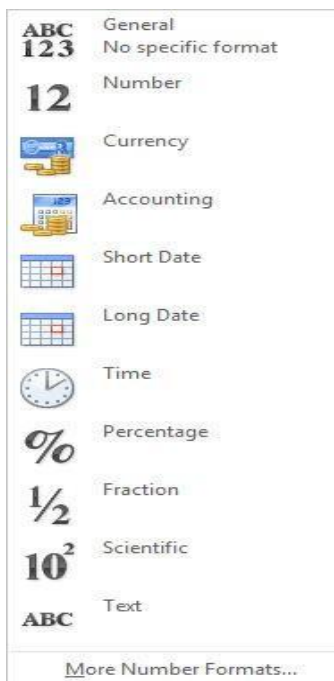 ABC
123
General
No specific format
12
Number
Currency
123
Accounting
Short Date
Long Date
Time
%
Percentage
½
Fraction
10²
Scientific
ABC
Text
More Number Formats...